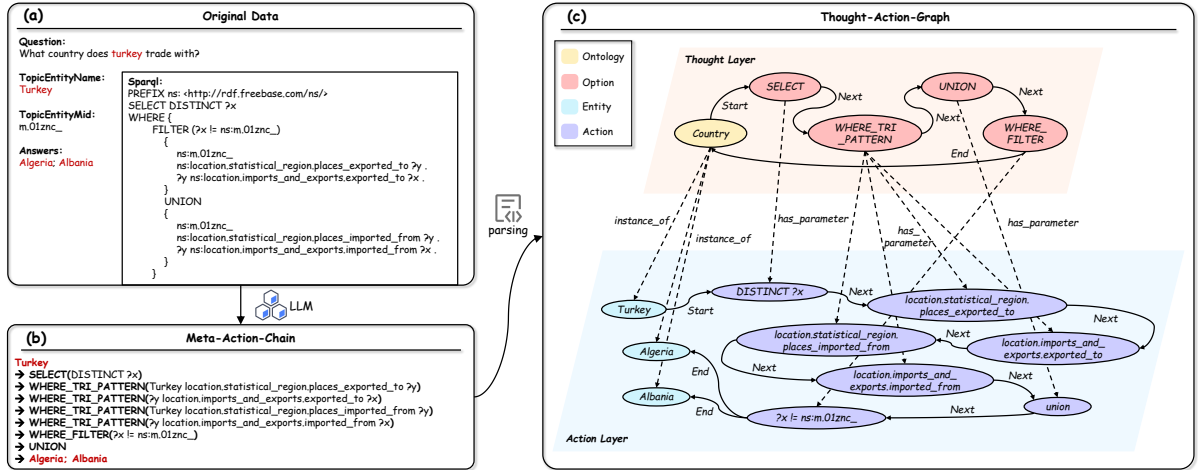 (a)
Original Data
Question:
What country does turkey trade with?
TopicEntityName:
Turkey
TopicEntityMid:
m.01znc_
Answers:
Algeria; Albania
Sparql:
PREFIX ns: <http://rdf.freebase.com/ns/>
SELECT DISTINCT ?x
WHERE {
FILTER (?x != ns:m.01znc_)
{
ns:m.01znc_
ns:location.statistical_region.places_exported_to ?y .
?y ns:location.imports_and_exports.exported_to ?x .
}
UNION
{
ns:m.01znc_
ns:location.statistical_region.places_imported_from ?y .
?y ns:location.imports_and_exports.imported_from ?x .
}
}
LLM
parsing
(b)
Meta-Action-Chain
Turkey
→ SELECT(DISTINCT ?x)
→ WHERE_TRI_PATTERN(Turkey location.statistical_region.places_exported_to ?y)
→ WHERE_TRI_PATTERN(?y location.imports_and_exports.exported_to ?x)
→ WHERE_TRI_PATTERN(Turkey location.statistical_region.places_imported_from ?y)
→ WHERE_TRI_PATTERN(?y location.imports_and_exports.imported_from ?x)
→ WHERE_FILTER(?x != ns:m.01znc_)
→ UNION
→ Algeria; Albania
(c)
Thought-Action-Graph
Ontology
Option
Entity
Action
Thought Layer
SELECT
UNION
Next
Next
Next
Start
Country
WHERE_TRI
_PATTERN
WHERE_
FILTER
End
instance_of
has_parameter
has_
parameter
has_parameter
instance_of
DISTINCT ?x
Next
Turkey
Start
location.statistical_region.
places_exported_to
Next
location.statistical_region.
places_imported_from
Next
location.imports_and_
exports.exported_to
Algeria
End
Next
location.imports_and_
exports.imported_from
Next
Albania
End
?x != ns:m.01znc_
Next
union
Action Layer